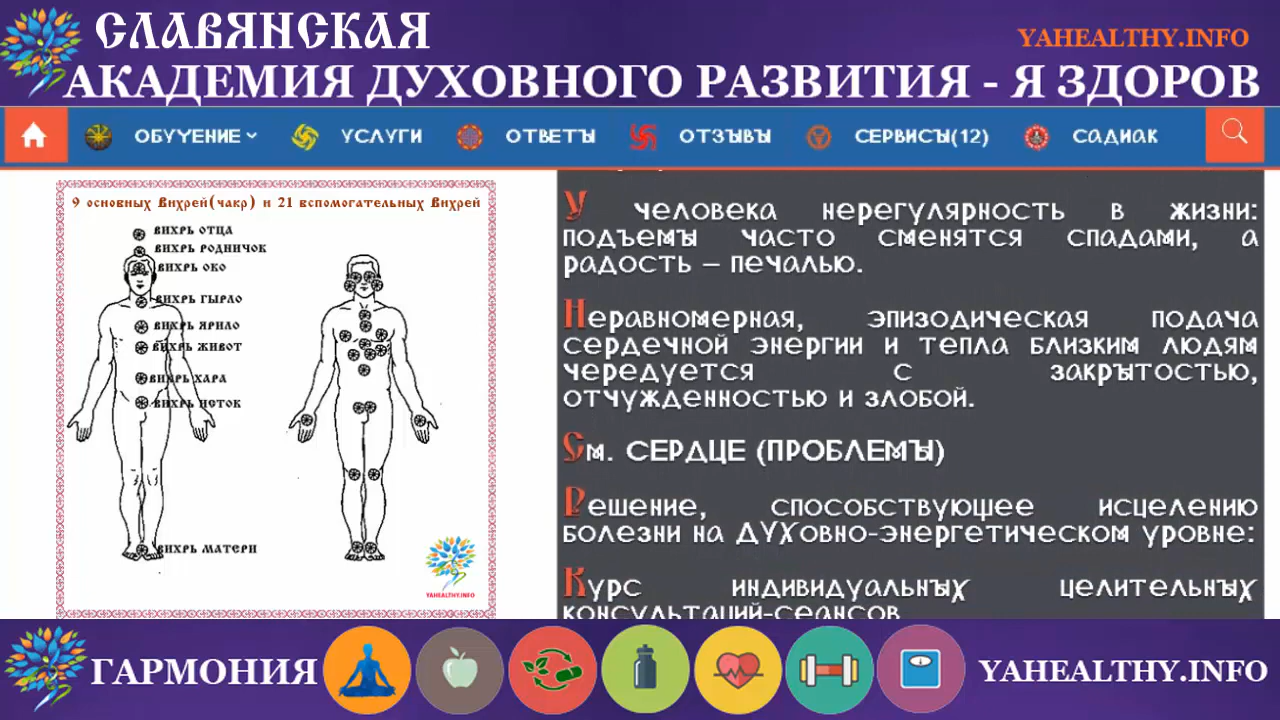 СЛАВЯНСКАЯ
YAHEALTHY.INFO
АКАДЕМИЯ ДУХОВНОГО РАЗВИТИЯ - Я ЗДОРОВ
ОБУЧЕНИЕ УСЛУГИ ОТВЕТЫ ОТЗЫВЫ СЕРВИСЫ(12) САДИАК
9 основных Вихрей(чакр) и 21 вспомогательных Вихрей
ВИХРЬ ОТЦА
ВИХРЬ РОДНИЧОК
ВИХРЬ ОКО
ВИХРЬ ГЫРЛО
ВИХРЬ ЯРИЛО
ВИХРЬ ЖИВОТ
ВИХРЬ ХАРА
ВИХРЬ ИСТОК
ВИХРЬ МАТЕРИ
YAHEALTHY.INFO
У человека нерегулярность в жизни:
подъемы часто сменятся спадами, а
радость – печалью.
Неравномерная, эпизодическая подача
сердечной энергии и тепла близким людям
чередуется с закрытостью,
отчужденностью и злобой.
См. СЕРДЦЕ (ПРОБЛЕМЫ)
Решение, способствующее исцелению
болезни на ДУХовно-энергетическом уровне:
Курс индивидуальных целительных
консультаций-сеансов
ГАРМОНИЯ
YAHEALTHY.INFO